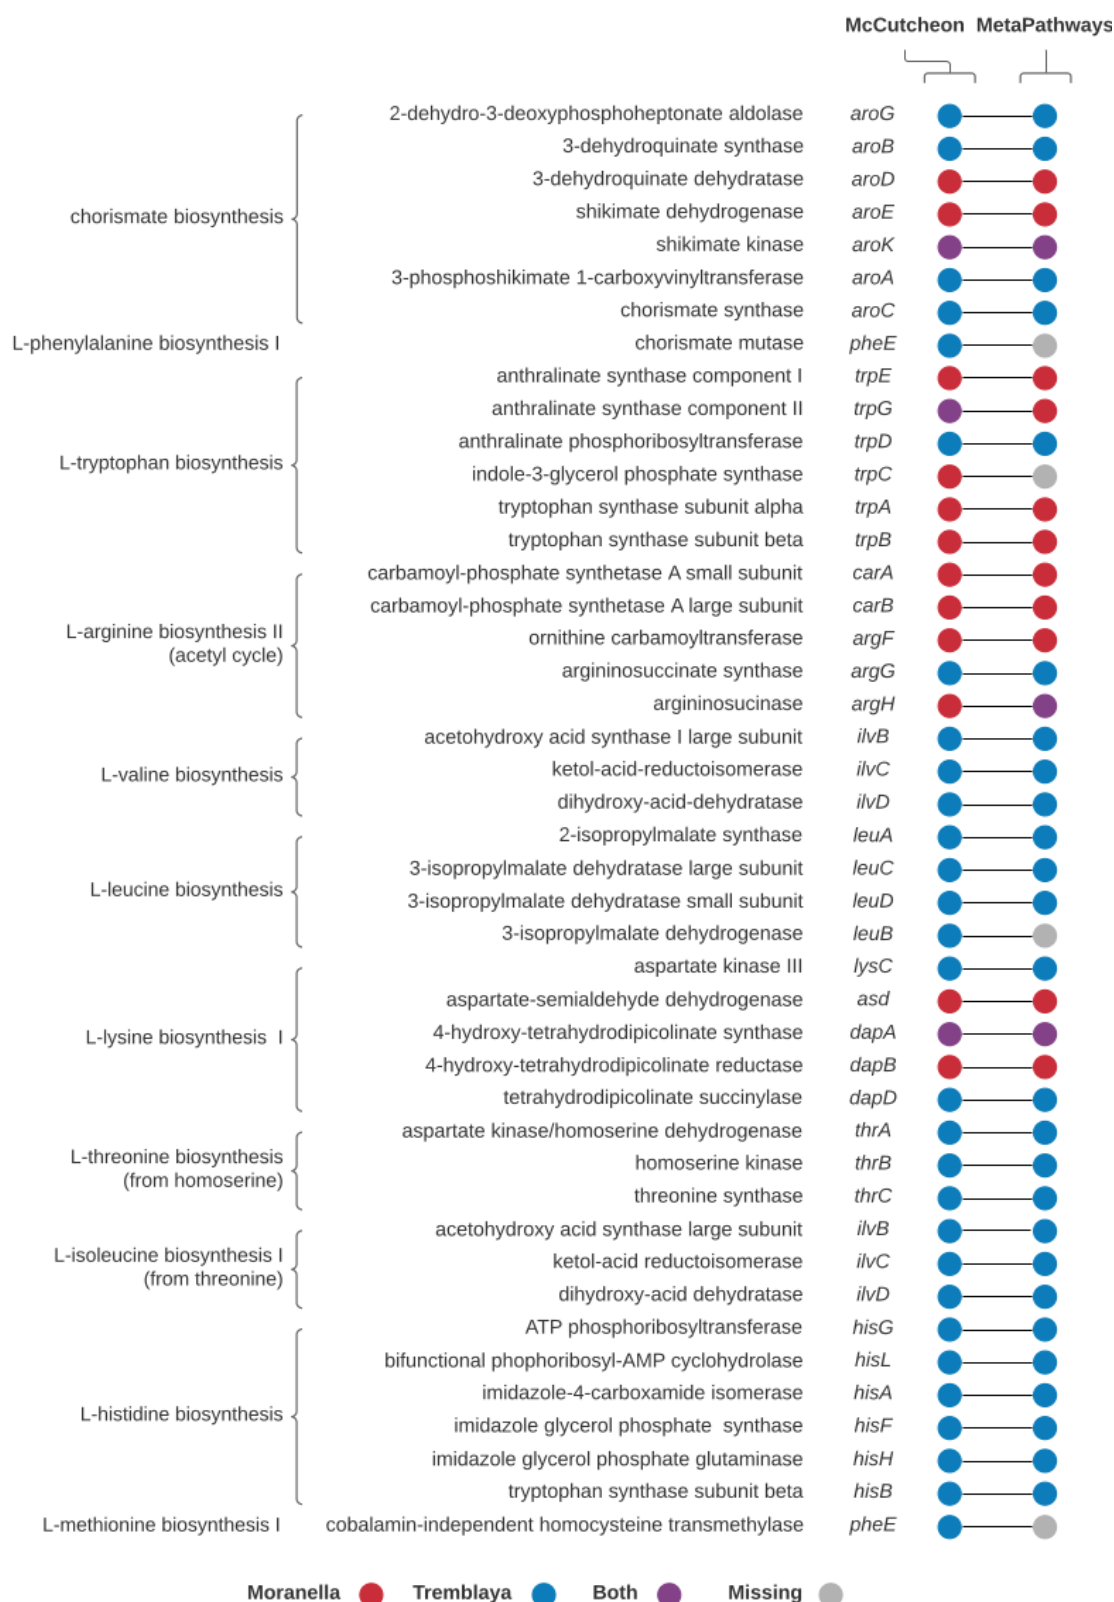 McCutcheon MetaPathways
2-dehydro-3-deoxyphosphoheptonate aldolase aroG
3-dehydroquinate synthase aroB
3-dehydroquinate dehydratase aroD
chorismate biosynthesis shikimate dehydrogenase aroE
shikimate kinase aroK
3-phosphoshikimate 1-carboxyvinyltransferase aroA
chorismate synthase aroC
L-phenylalanine biosynthesis I chorismate mutase pheE
anthralinate synthase component I trpE
anthralinate synthase component II trpG
anthralinate phosphoribosyltransferase trpD
L-tryptophan biosynthesis
indole-3-glycerol phosphate synthase trpC
tryptophan synthase subunit alpha trpA
tryptophan synthase subunit beta trpB
carbamoyl-phosphate synthetase A small subunit carA
carbamoyl-phosphate synthetase A large subunit carB
L-arginine biosynthesis II
ornithine carbamoyltransferase argF
(acetyl cycle)
argininosuccinate synthase argG
argininosucinase argH
acetohydroxy acid synthase I large subunit ilvB
L-valine biosynthesis ketol-acid-reductoisomerase ilvC
dihydroxy-acid-dehydratase ilvD
2-isopropylmalate synthase leuA
3-isopropylmalate dehydratase large subunit leuC
L-leucine biosynthesis
3-isopropylmalate dehydratase small subunit leuD
3-isopropylmalate dehydrogenase leuB
aspartate kinase III lysC
aspartate-semialdehyde dehydrogenase asd
L-lysine biosynthesis I 4-hydroxy-tetrahydrodipicolinate synthase dapA
4-hydroxy-tetrahydrodipicolinate reductase dapB
tetrahydrodipicolinate succinylase dapD
aspartate kinase/homoserine dehydrogenase thrA
L-threonine biosynthesis
homoserine kinase thrB
(from homoserine)
threonine synthase thrC
acetohydroxy acid synthase large subunit ilvB
L-isoleucine biosynthesis I
ketol-acid reductoisomerase ilvC
(from threonine)
dihydroxy-acid dehydratase ilvD
ATP phosphoribosyltransferase hisG
bifunctional phophoribosyl-AMP cyclohydrolase hisL
imidazole-4-carboxamide isomerase hisA
L-histidine biosynthesis
imidazole glycerol phosphate synthase hisF
imidazole glycerol phosphate glutaminase hisH
tryptophan synthase subunit beta hisB
L-methionine biosynthesis I cobalamin-independent homocysteine transmethylase pheE
Moranella Tremblaya Both Missing